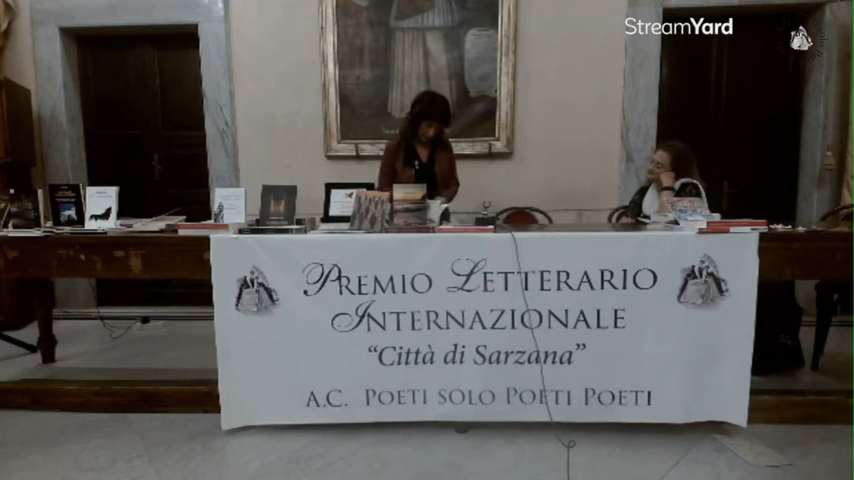 StreamYard
PREMIO LETTERARIO
INTERNAZIONALE
“Città di Sarzana”
A.C. POETI SOLO POETI POETI